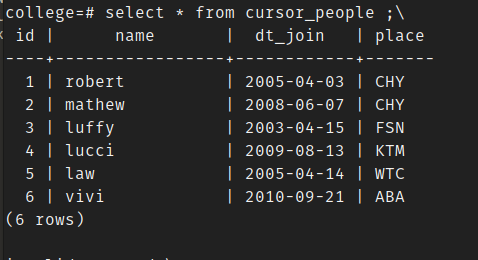 college=# select * from cursor_people ;\
 id |      name       |  dt_join   | place
----+-----------------+------------+-------
  1 | robert          | 2005-04-03 | CHY
  2 | mathew          | 2008-06-07 | CHY
  3 | luffy           | 2003-04-15 | FSN
  4 | lucci           | 2009-08-13 | KTM
  5 | law             | 2005-04-14 | WTC
  6 | vivi            | 2010-09-21 | ABA
(6 rows)